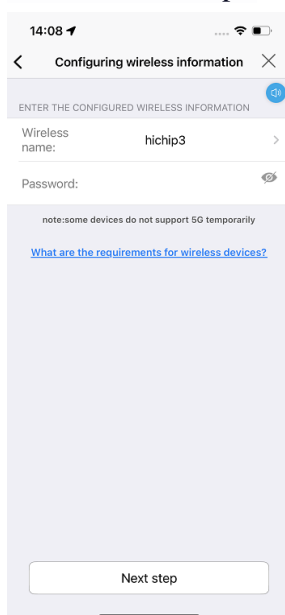 14:08
Configuring wireless information
ENTER THE CONFIGURED WIRELESS INFORMATION
Wireless
name:
hichip3
Password:
note:some devices do not support 5G temporarily
What are the requirements for wireless devices?
Next step